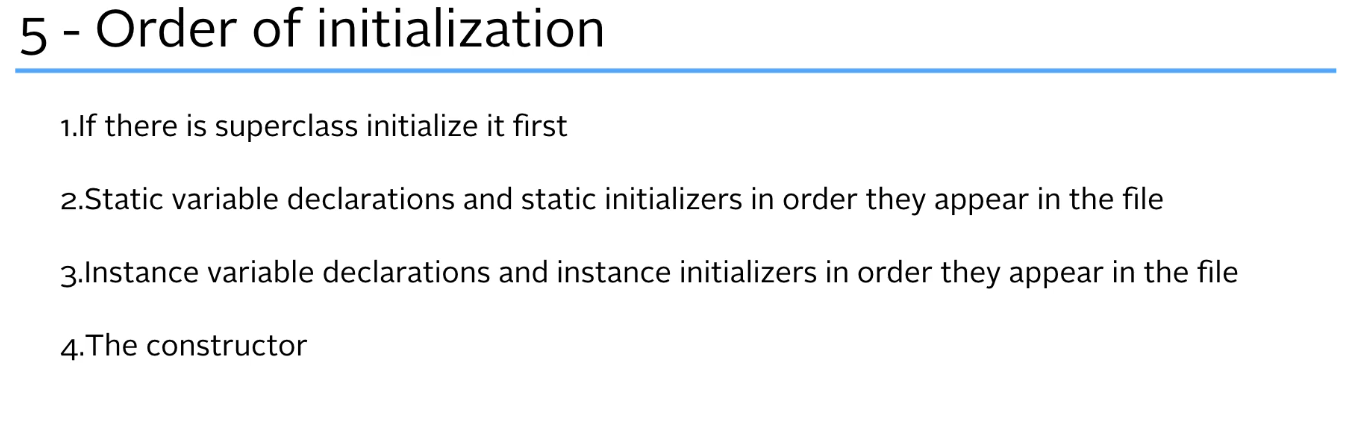 5 - Order of initialization
1.If there is superclass initialize it first
2.Static variable declarations and static initializers in order they appear in the file
3.Instance variable declarations and instance initializers in order they appear in the file
4.The constructor